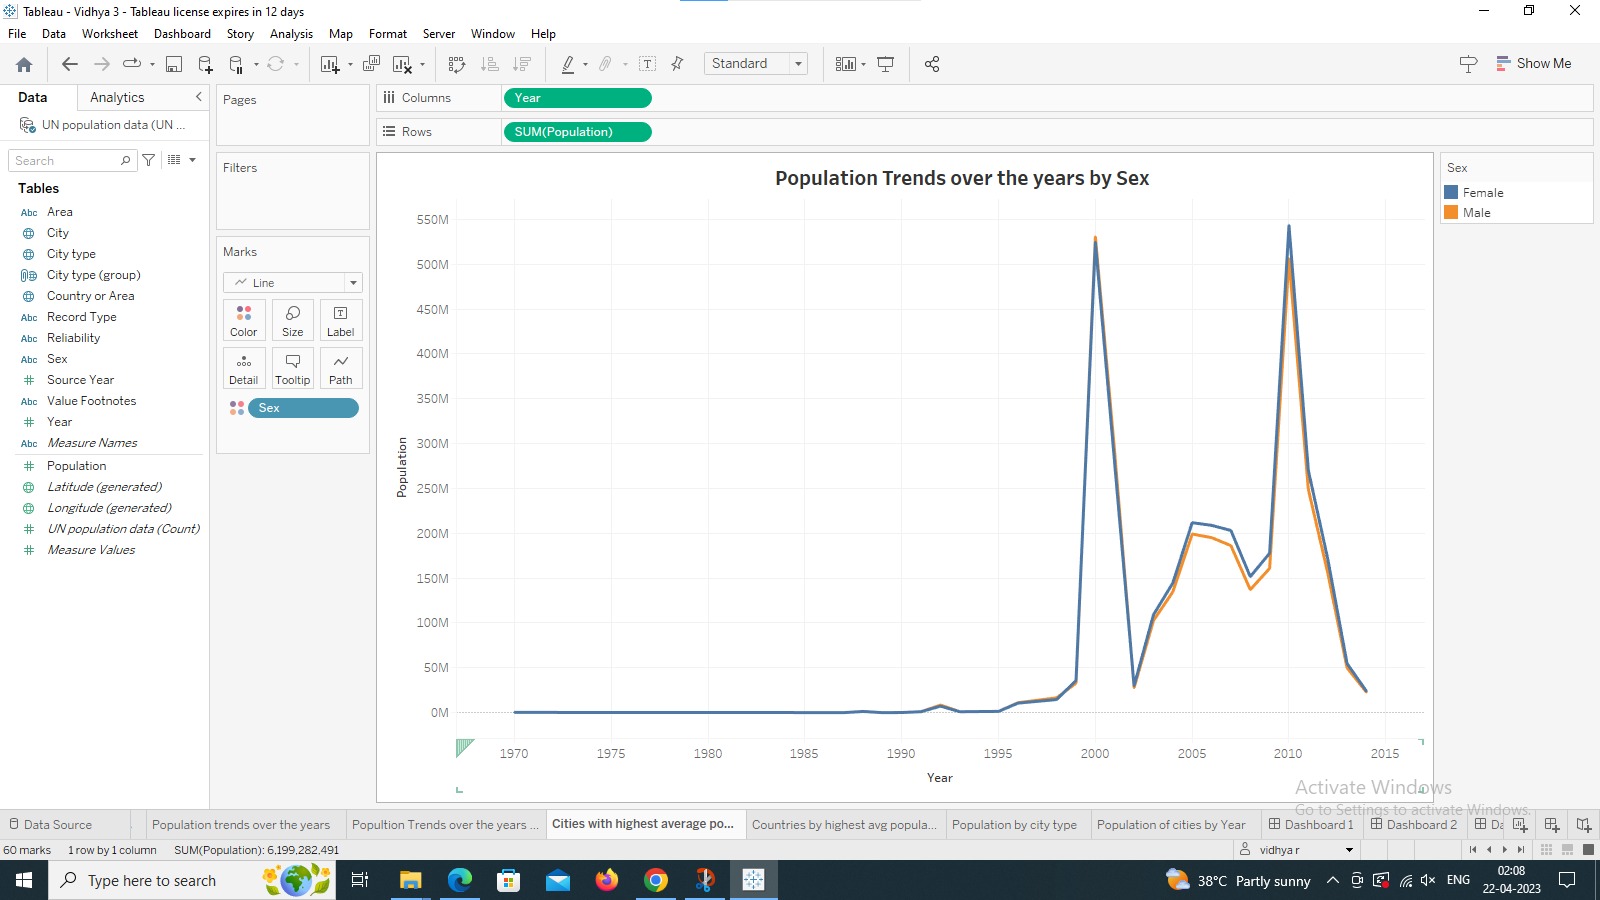 Tableau - Vidhya 3 - Tableau license expires in 12 days
File Data Worksheet Dashboard Story Analysis Map Format Server Window Help
Standard
Show Me
Data Analytics
UN population data (UN ...
Search
Tables
Abc Area
City
City type
City type (group)
Country or Area
Abc Record Type
Abc Reliability
Abc Sex
# Source Year
Abc Value Footnotes
# Year
Abc Measure Names
# Population
Latitude (generated)
Longitude (generated)
# UN population data (Count)
# Measure Values
Pages
Filters
Marks
Line
Color Size Label
Detail Tooltip Path
Sex
Columns Year
Rows SUM(Population)
Population Trends over the years by Sex
550M
500M
450M
400M
350M
300M
250M
200M
150M
100M
50M
0M
Population
1970 1975 1980 1985 1990 1995 2000 2005 2010 2015
Year
Sex
Female
Male
Activate Windows
Go to Settings to activate Windows.
Data Source Population trends over the years Popultion Trends over the years ... Cities with highest average po... Countries by highest avg popula... Population by city type Population of cities by Year Dashboard 1 Dashboard 2 Da
60 marks 1 row by 1 column SUM(Population): 6,199,282,491 vidhya r
Type here to search 38°C Partly sunny ENG 02:08
22-04-2023